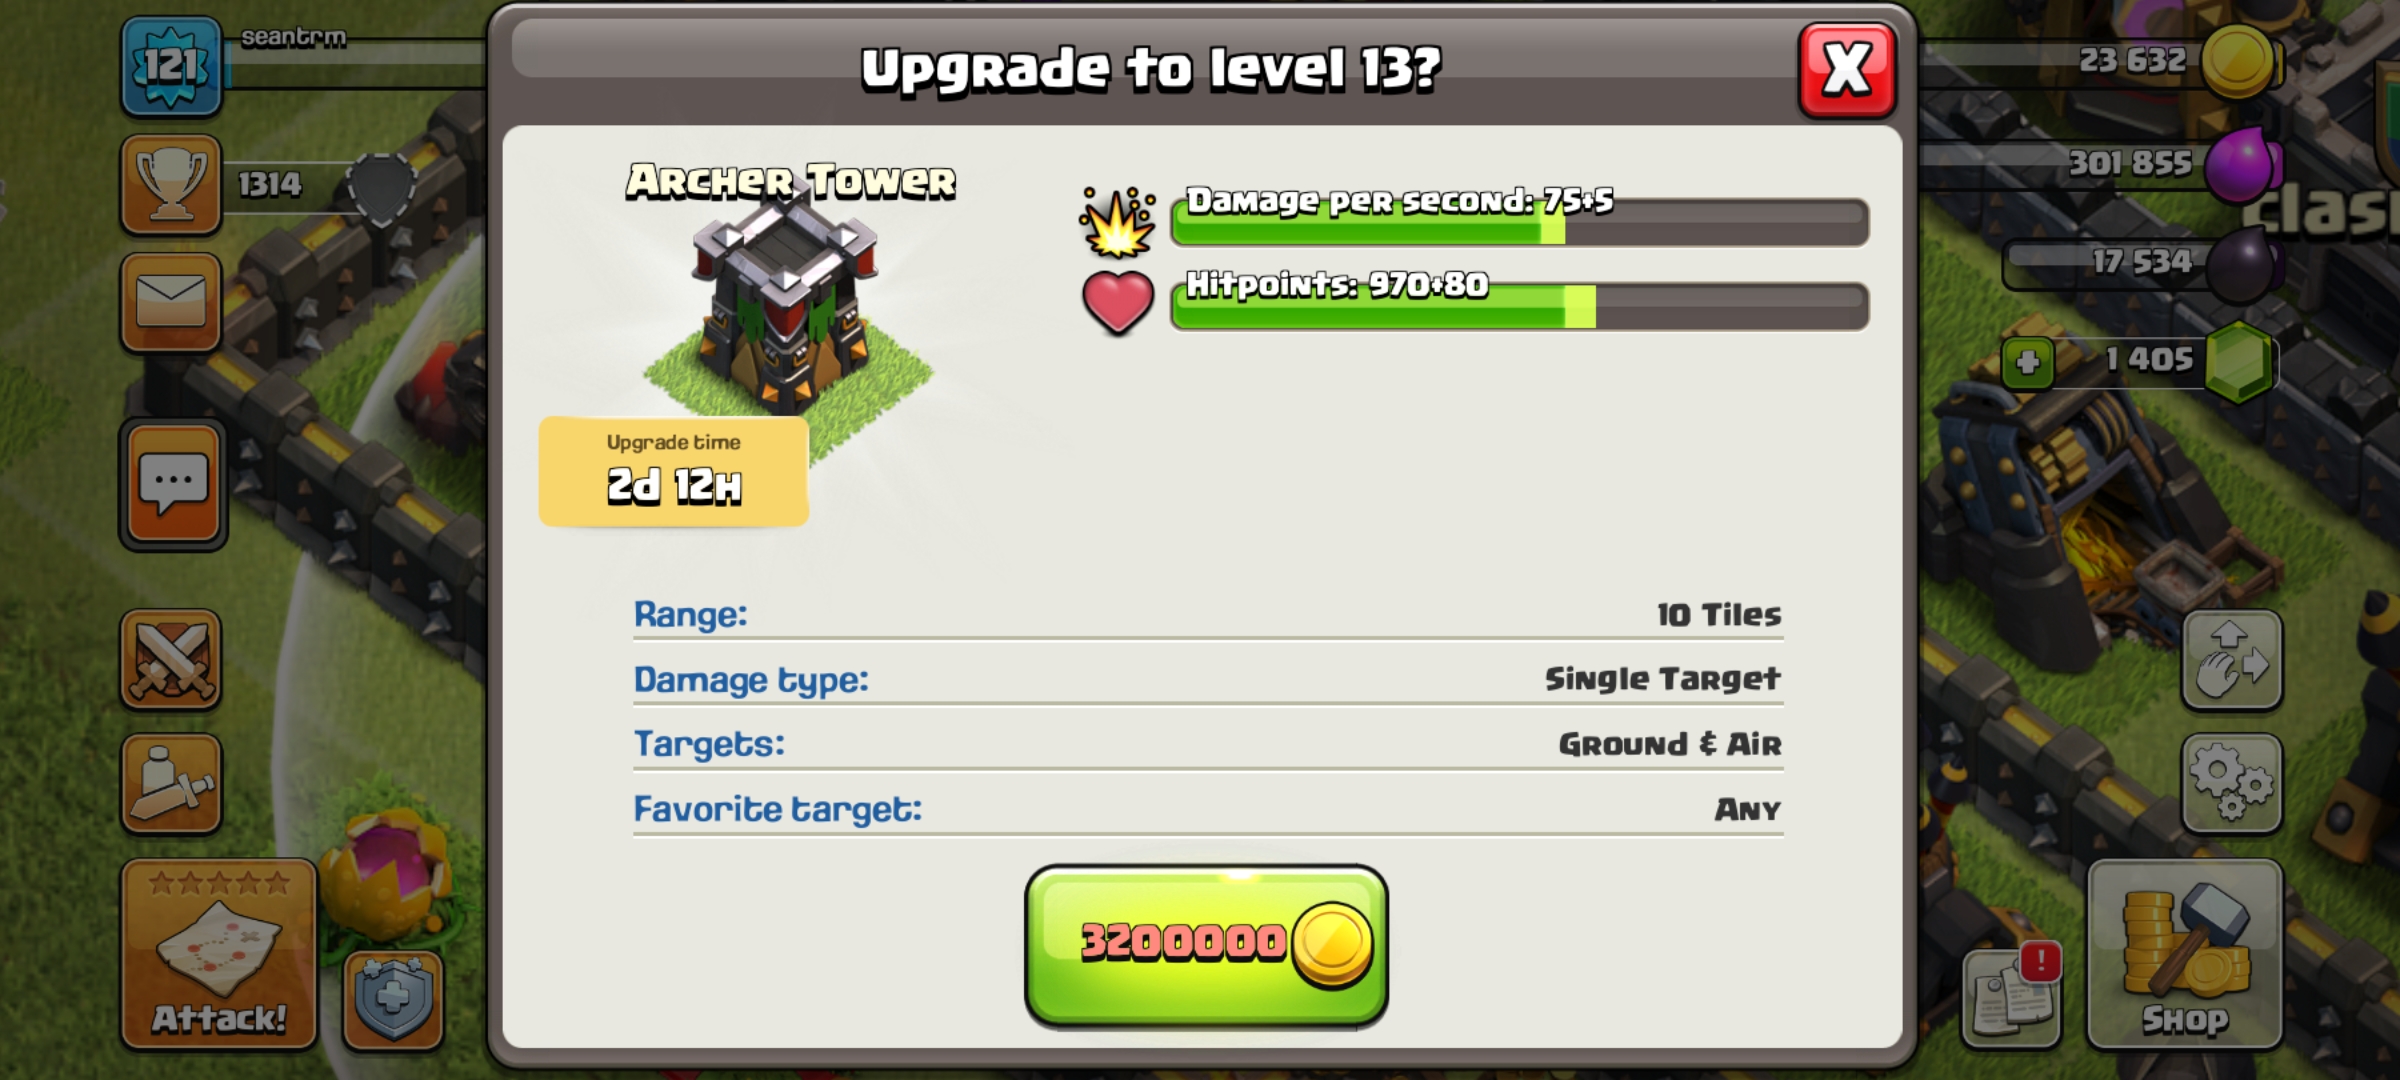 121
seantrm
1314
Upgrade to level 13?
X
23 632
301 855
17 534
1 405
clas
Archer Tower
Damage per second: 75+5
Hitpoints: 970+80
Upgrade time
2d 12h
Range: 10 Tiles
Damage type: Single Target
Targets: Ground & Air
Favorite target: Any
3200000
Attack!
!
Shop